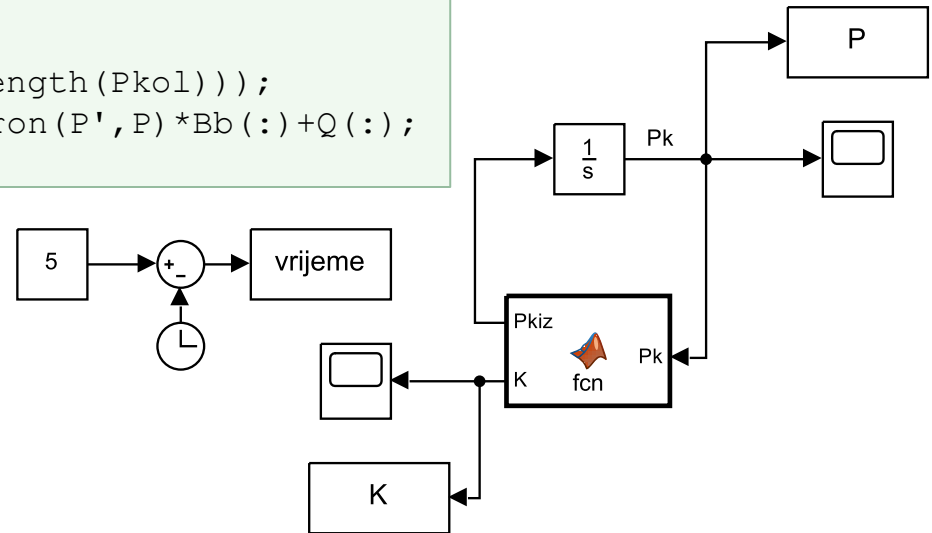 ength(Pkol)));
ron(P',P)*Bb(:)+Q(:);
P
1
s
Pk
5
+
−
vrijeme
Pkiz
K
Pk
fcn
K